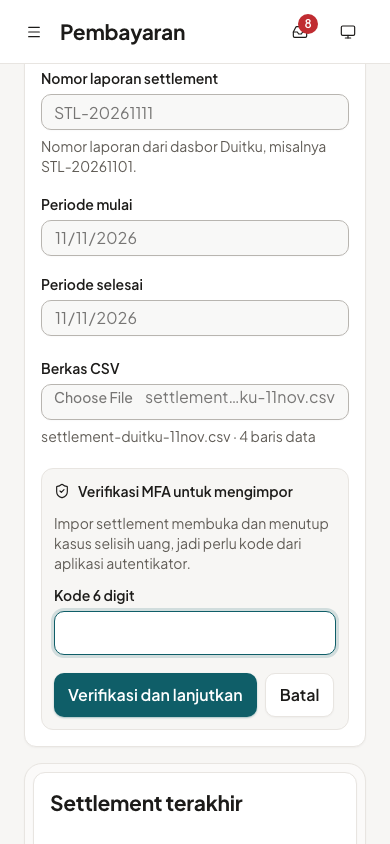 Pembayaran
8
Nomor laporan settlement
STL-20261111
Nomor laporan dari dasbor Duitku, misalnya
STL-20261101.
Periode mulai
11/11/2026
Periode selesai
11/11/2026
Berkas CSV
Choose File settlement...ku-11nov.csv
settlement-duitku-11nov.csv · 4 baris data
Verifikasi MFA untuk mengimpor
Impor settlement membuka dan menutup
kasus selisih uang, jadi perlu kode dari
aplikasi autentikator.
Kode 6 digit
Verifikasi dan lanjutkan
Batal
Settlement terakhir